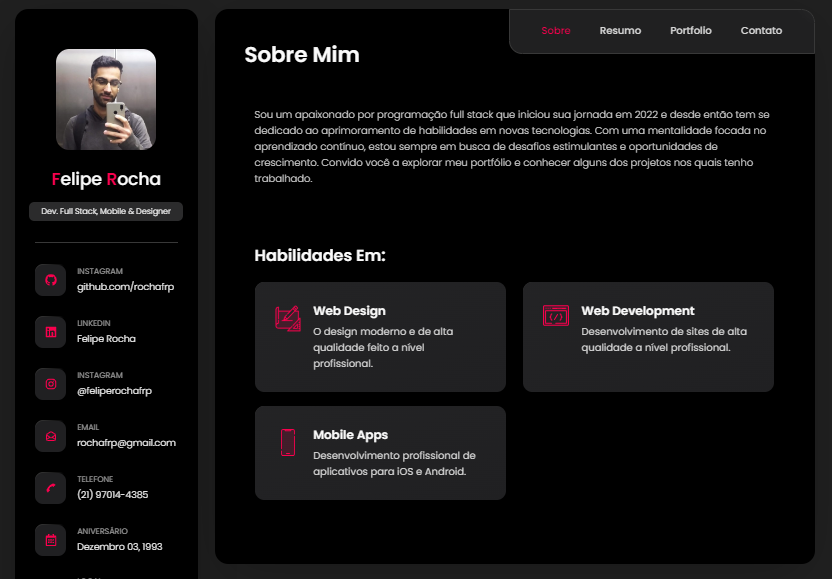 Felipe Rocha
Dev. Full Stack, Mobile & Designer
INSTAGRAM
github.com/rochafrp
LINKEDIN
Felipe Rocha
INSTAGRAM
@feliperochafrp
EMAIL
rochafrp@gmail.com
TELEFONE
(21) 97014-4385
ANIVERSÁRIO
Dezembro 03, 1993
Sobre
Resumo
Portfolio
Contato
Sobre Mim
Sou um apaixonado por programação full stack que iniciou sua jornada em 2022 e desde então tem se
dedicado ao aprimoramento de habilidades em novas tecnologias. Com uma mentalidade focada no
aprendizado contínuo, estou sempre em busca de desafios estimulantes e oportunidades de
crescimento. Convido você a explorar meu portfólio e conhecer alguns dos projetos nos quais tenho
trabalhado.
Habilidades Em:
Web Design
O design moderno e de alta
qualidade feito a nível
profissional.
Web Development
Desenvolvimento de sites de alta
qualidade a nível profissional.
Mobile Apps
Desenvolvimento profissional de
aplicativos para iOS e Android.